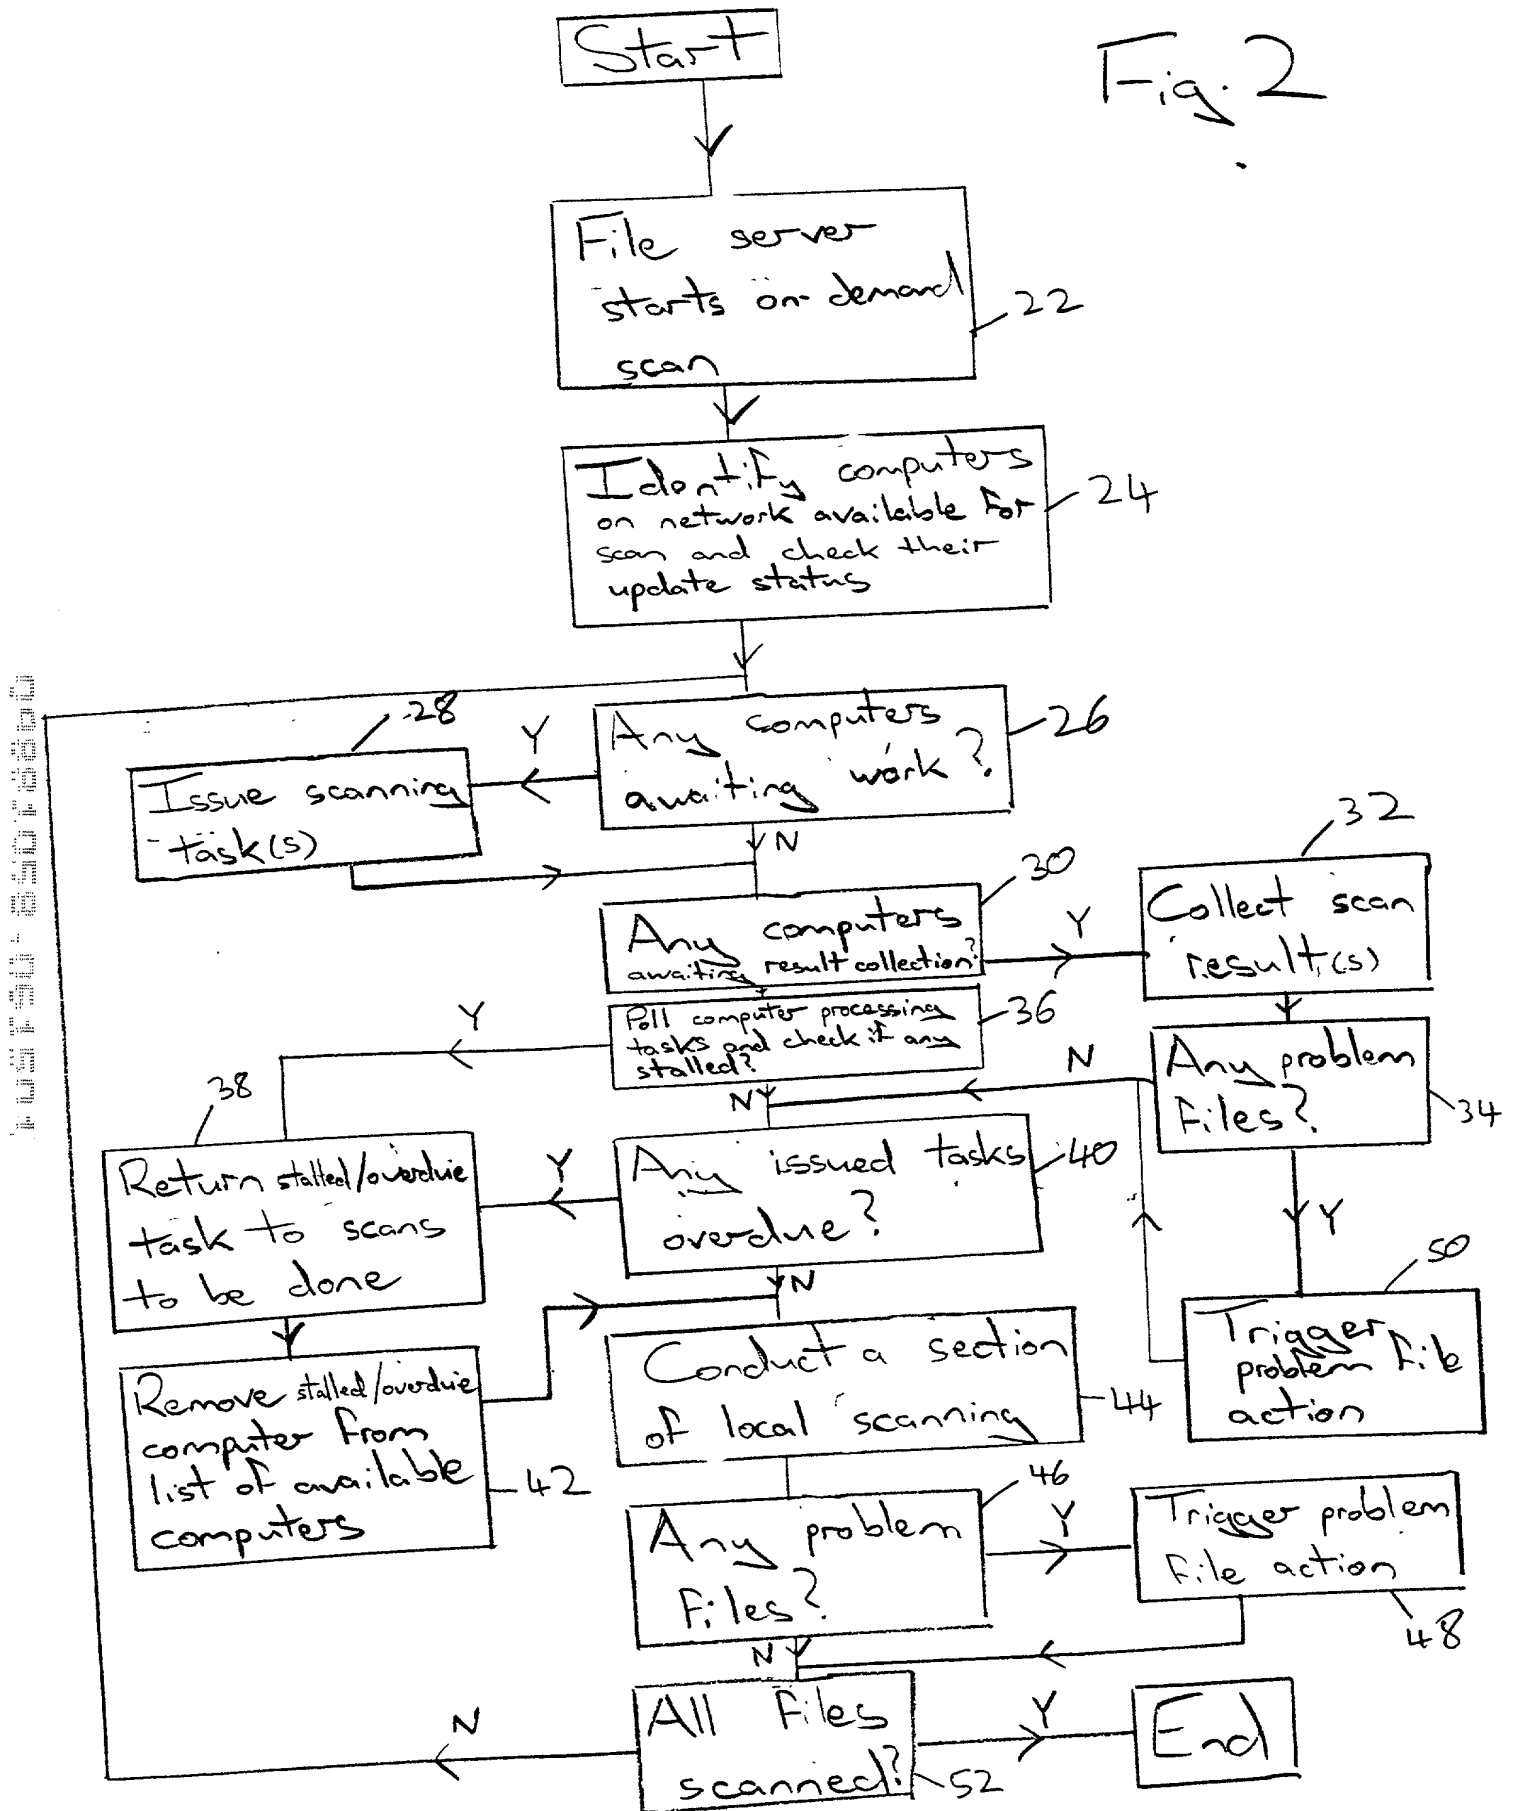 Start
Fig. 2
File server
starts on-demand
scan
22
Identify computers
on network available for
scan and check their
update status
24
28
Y
Any computers
awaiting work?
26
Issue scanning
task(s)
N
32
30
Any computers
awaiting result collection?
Y
Collect scan
result(s)
Y
Poll computer processing
tasks and check if any
stalled?
36
38
N
N
Any problem
files?
34
Return stalled/overdue
task to scans
to be done
Y
Any issued tasks
overdue?
40
Y
50
N
Remove stalled/overdue
computer from
list of available
computers
42
Conduct a section
of local scanning
44
Trigger
problem file
action
46
Any problem
files?
Y
Trigger problem
file action
48
N
N
All files
scanned?
52
Y
End